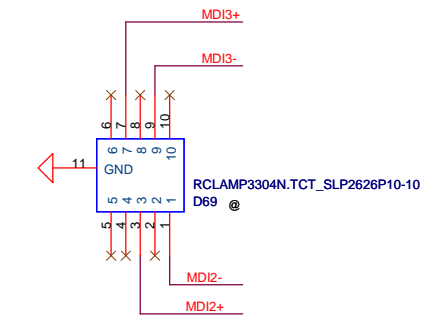 MDI3+
MDI3-
6 7 8 9 10
6 7 8 9 10
11 GND
RCLAMP3304N.TCT_SLP2626P10-10
D69 @
5 4 3 2 1
5 4 3 2 1
MDI2-
MDI2+